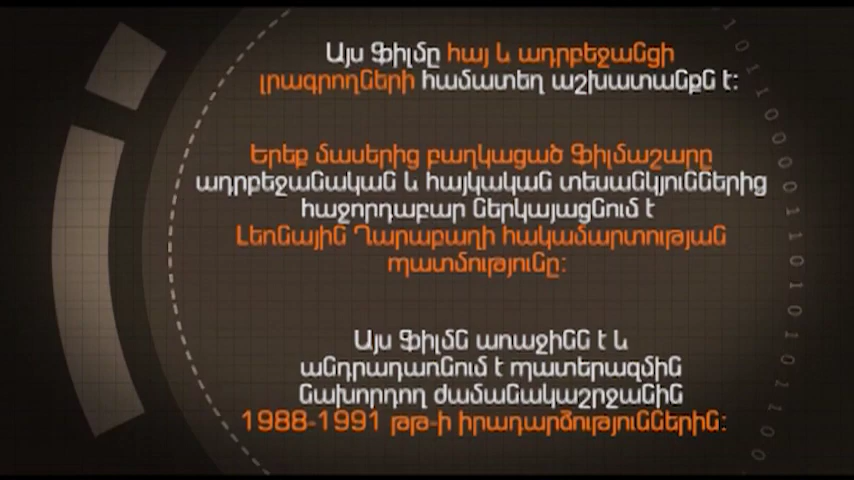 Այս ֆիլմը հայ և ադրբեջանցի
լրագրողների համատեղ աշխատանքն է:
Երեք մասերից բաղկացած ֆիլմաշարը
ադրբեջանական և հայկական տեսանկյուններից
հաջորդաբար ներկայացնում է
Լեռնային Ղարաբաղի հակամարտության
պատմությունը:
Այս ֆիլմն առաջինն է և
անդրադառնում է պատերազմին
նախորդող ժամանակաշրջանին
1988-1991 թթ-ի իրադարձություններին: